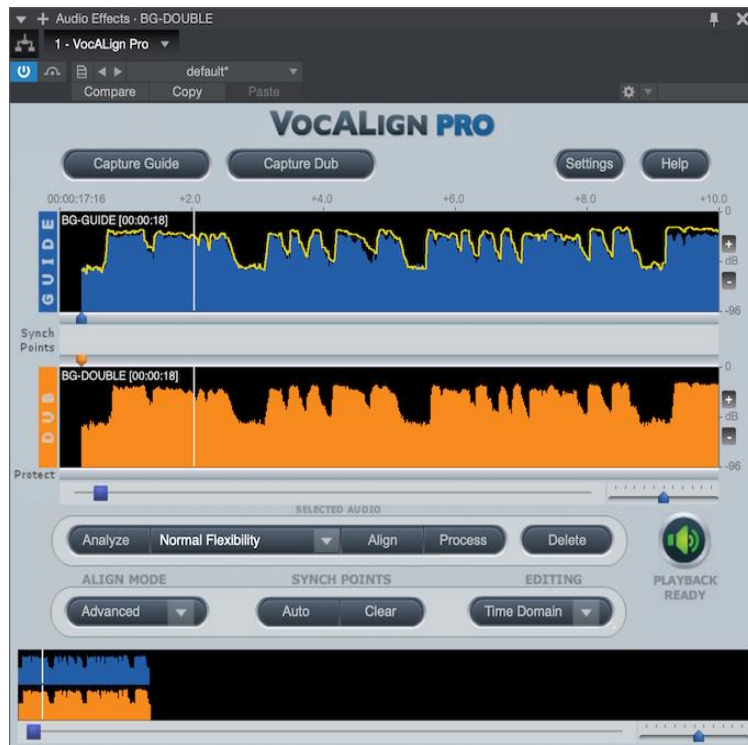 Audio Effects · BG-DOUBLE
1 - VocALign Pro
default*
Compare Copy Paste
VOCALIGN PRO
Capture Guide Capture Dub Settings Help
00:00:17:16 +2.0 +4.0 +6.0 +8.0 +10.0
GUIDE
BG-GUIDE [00:00:18]
0
+
dB
-
-96
Synch
Points
DUB
BG-DOUBLE [00:00:18]
0
+
dB
-
-96
Protect
SELECTED AUDIO
Analyze Normal Flexibility Align Process Delete
ALIGN MODE SYNCH POINTS EDITING
Advanced Auto Clear Time Domain
PLAYBACK
READY